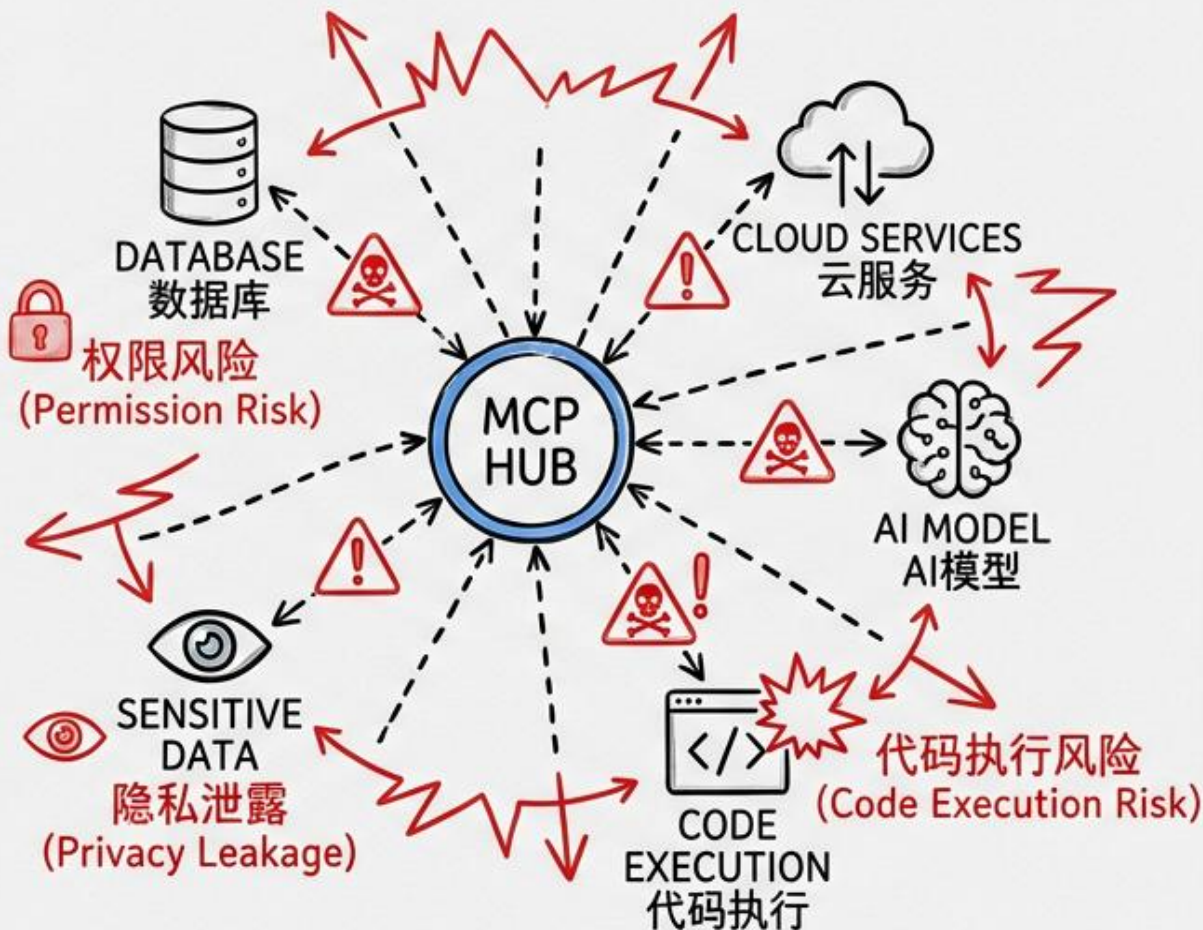 DATABASE
数据库
权限风险
(Permission Risk)
CLOUD SERVICES
云服务
MCP
HUB
AI MODEL
AI模型
SENSITIVE
DATA
隐私泄露
(Privacy Leakage)
</>
CODE
EXECUTION
代码执行
代码执行风险
(Code Execution Risk)